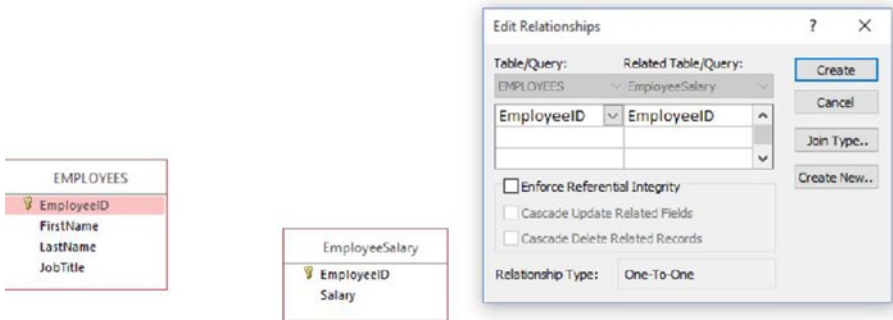 Edit Relationships ?
Table/Query: Related Table/Query:
EMPLOYEES EmployeeSalary
Create
EmployeeID EmployeeID
Cancel
Join Type..
Create New..
Enforce Referential Integrity
Cascade Update Related Fields
Cascade Delete Related Records
Relationship Type: One-To-One
EMPLOYEES
EmployeeID
FirstName
LastName
JobTitle
EmployeeSalary
EmployeeID
Salary